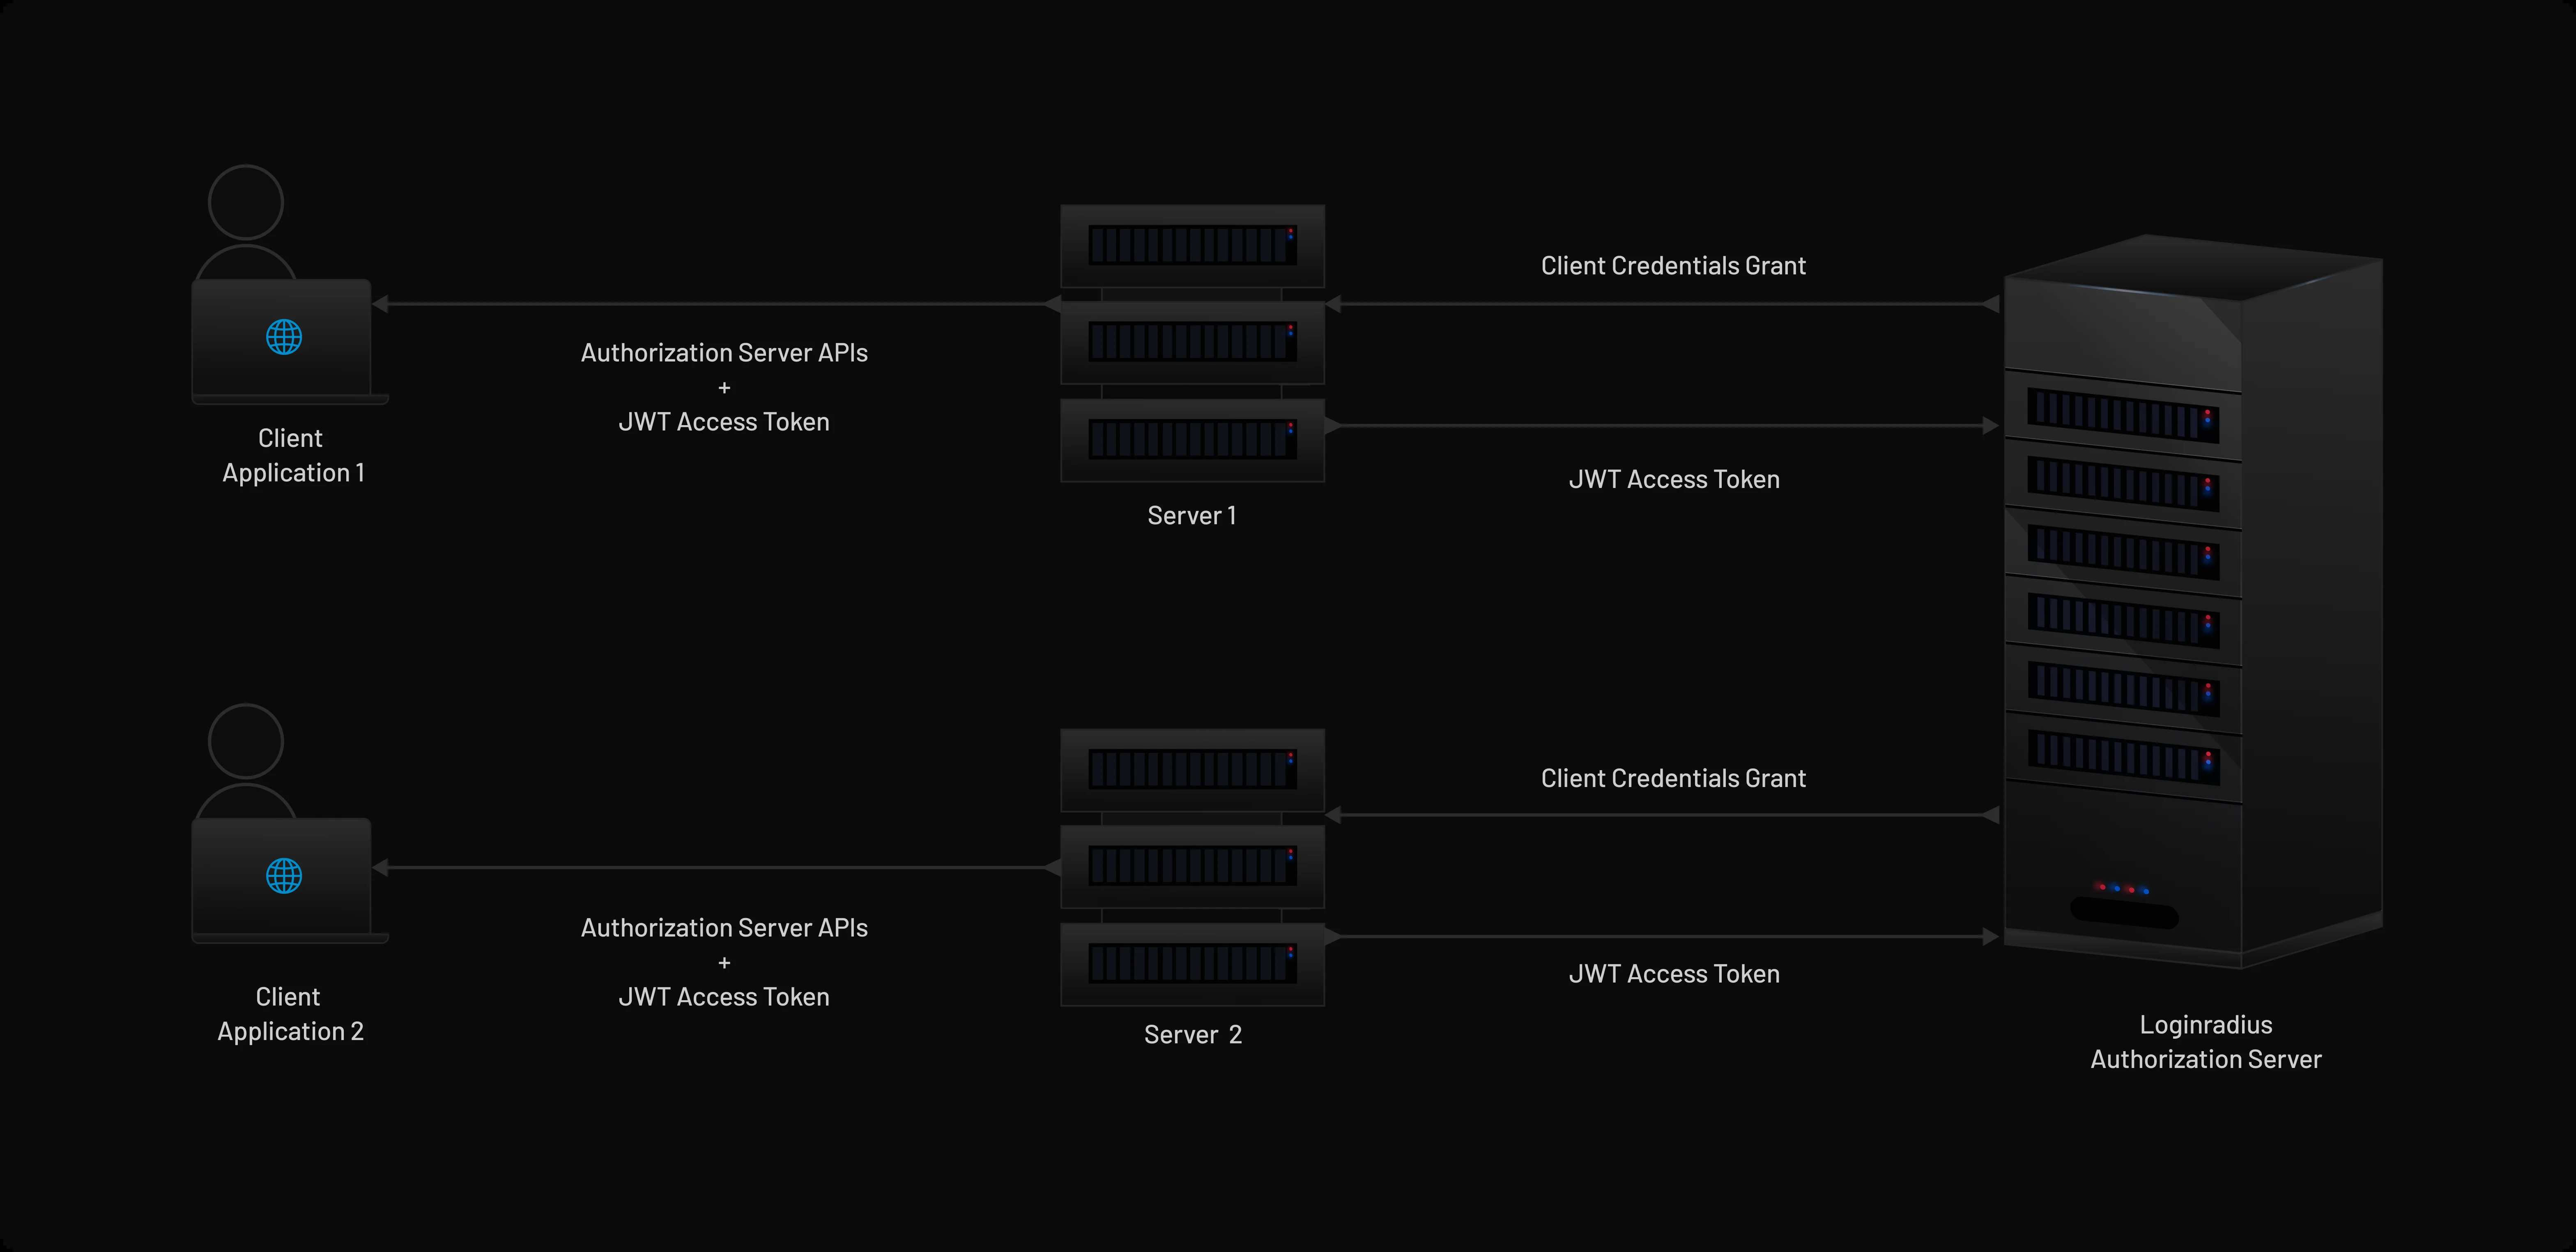 Client Credentials Grant
Authorization Server APIs
+
JWT Access Token
Client
Application 1
JWT Access Token
Server 1
Client Credentials Grant
Authorization Server APIs
+
JWT Access Token
JWT Access Token
Client
Application 2
Server 2
Loginradius
Authorization Server